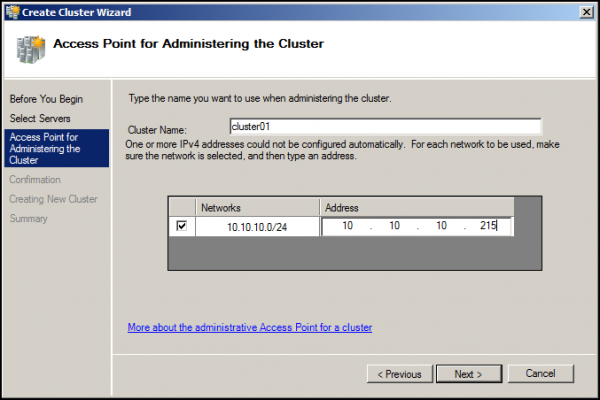 Create Cluster Wizard
Access Point for Administering the Cluster
Before You Begin
Select Servers
Access Point for
Administering the
Cluster
Confirmation
Creating New Cluster
Summary
Type the name you want to use when administering the cluster.
Cluster Name: cluster01
One or more IPv4 addresses could not be configured automatically. For each network to be used, make
sure the network is selected, and then type an address.
Networks Address
10.10.10.0/24 10 . 10 . 10 . 215
More about the administrative Access Point for a cluster
< Previous Next > Cancel